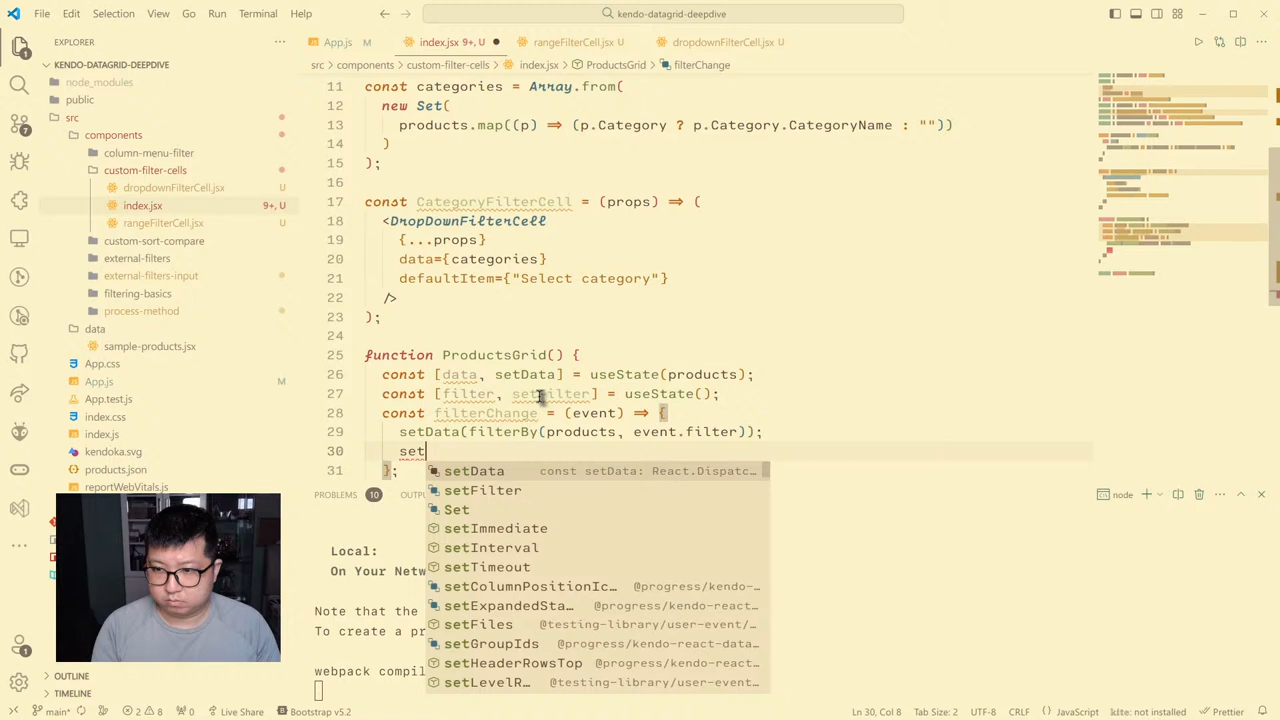 File Edit Selection View Go Run Terminal Help
kendo-datagrid-deepdive
EXPLORER
App.js M
index.jsx 9+, U
rangeFilterCell.jsx U
dropdownFilterCell.jsx U
src > components > custom-filter-cells > index.jsx > ProductsGrid > filterChange
KENDO-DATAGRID-DEEPDIVE
node_modules
public
src
components
column-menu-filter
custom-filter-cells
dropdownFilterCell.jsx U
index.jsx 9+, U
rangeFilterCell.jsx U
custom-sort-compare
external-filters
external-filters-input
filtering-basics
process-method
data
sample-products.jsx
App.css
App.js M
App.test.js
index.css
index.js
kendoka.svg
products.json
reportWebVitals.js
OUTLINE
TIMELINE
11 const categories = Array.from(
12 new Set(
13 products.map((p) => (p.Category ? p.Category.CategoryName : ""))
14 )
15 );
16
17 const CategoryFilterCell = (props) => (
18 <DropDownFilterCell
19 {...props}
20 data={categories}
21 defaultItem={"Select category"}
22 />
23 );
24
25 function ProductsGrid() {
26 const [data, setData] = useState(products);
27 const [filter, setFilter] = useState();
28 const filterChange = (event) => {
29 setData(filterBy(products, event.filter));
30 set
31 };
setData const setData: React.Dispatc…
setFilter
set
setImmediate
setInterval
setTimeout
setColumnPositionIc… @progress/kendo-…
setExpandedSta… @progress/kendo-react…
setFiles @testing-library/user-event/…
setGroupIds @progress/kendo-react-data…
setHeaderRowsTop @progress/kendo-react…
setLevelR… @testing-library/user-event…
PROBLEMS 10
node
Local:
On Your Netw
Note that the
To create a pr
webpack compil
main* 2 8 0 Live Share Bootstrap v5.2
Ln 30, Col 8 Tab Size: 2 UTF-8 CRLF JavaScript kite: not installed Prettier